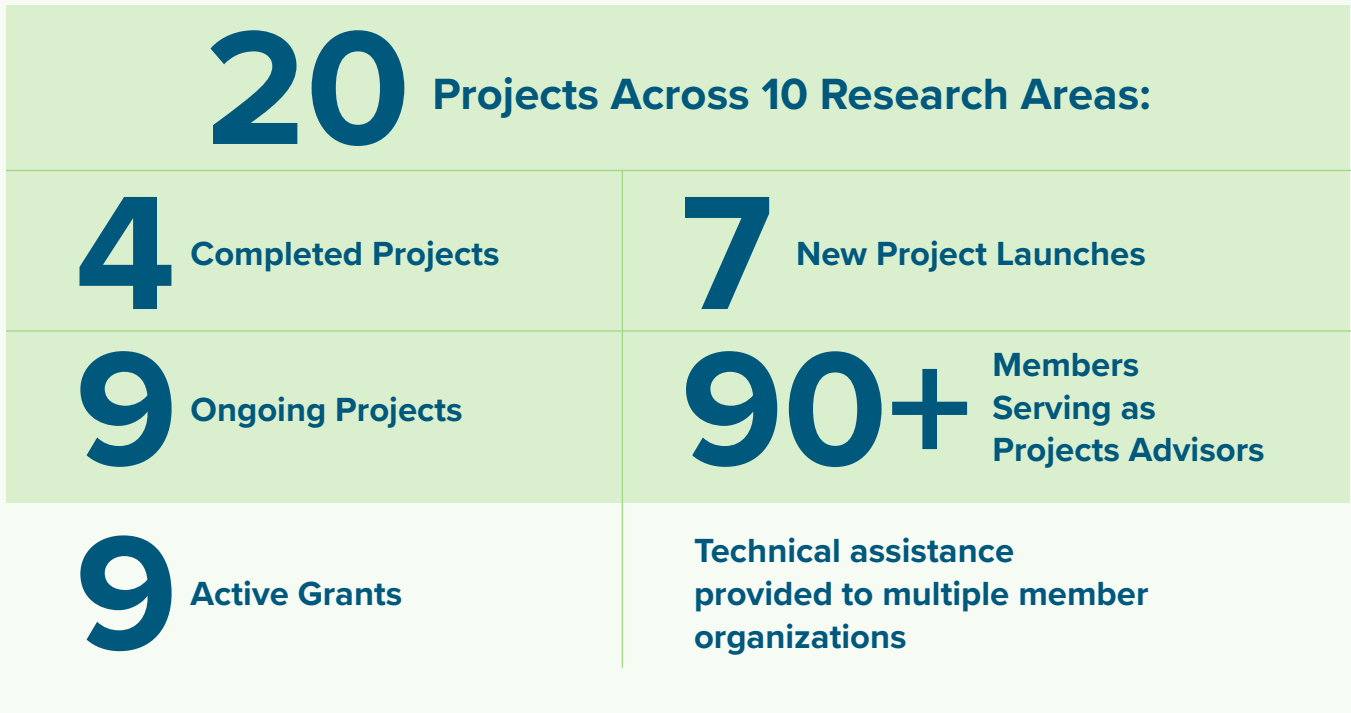 20 Projects Across 10 Research Areas:
4 Completed Projects
7 New Project Launches
9 Ongoing Projects
90+ Members
Serving as
Projects Advisors
9 Active Grants
Technical assistance
provided to multiple member
organizations